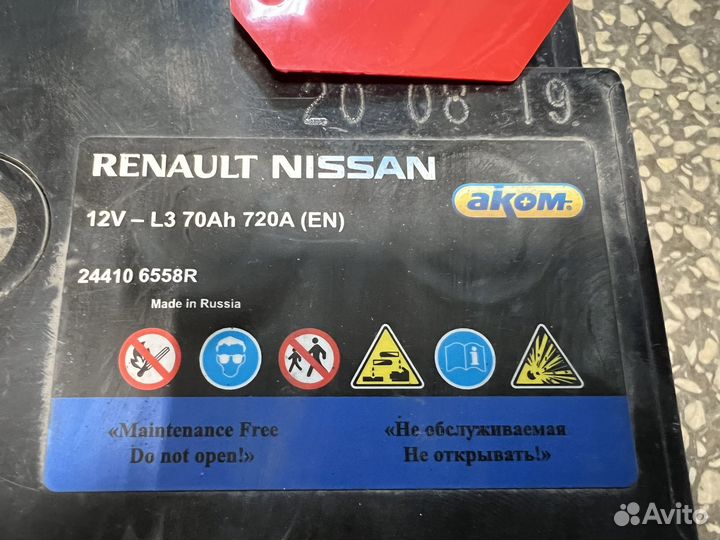 20 08 19
RENAULT NISSAN
аком
12V – L3 70Ah 720A (EN)
24410 6558R
Made in Russia
«Maintenance Free
Do not open!»
«Не обслуживаемая
Не открывать!»
Avito